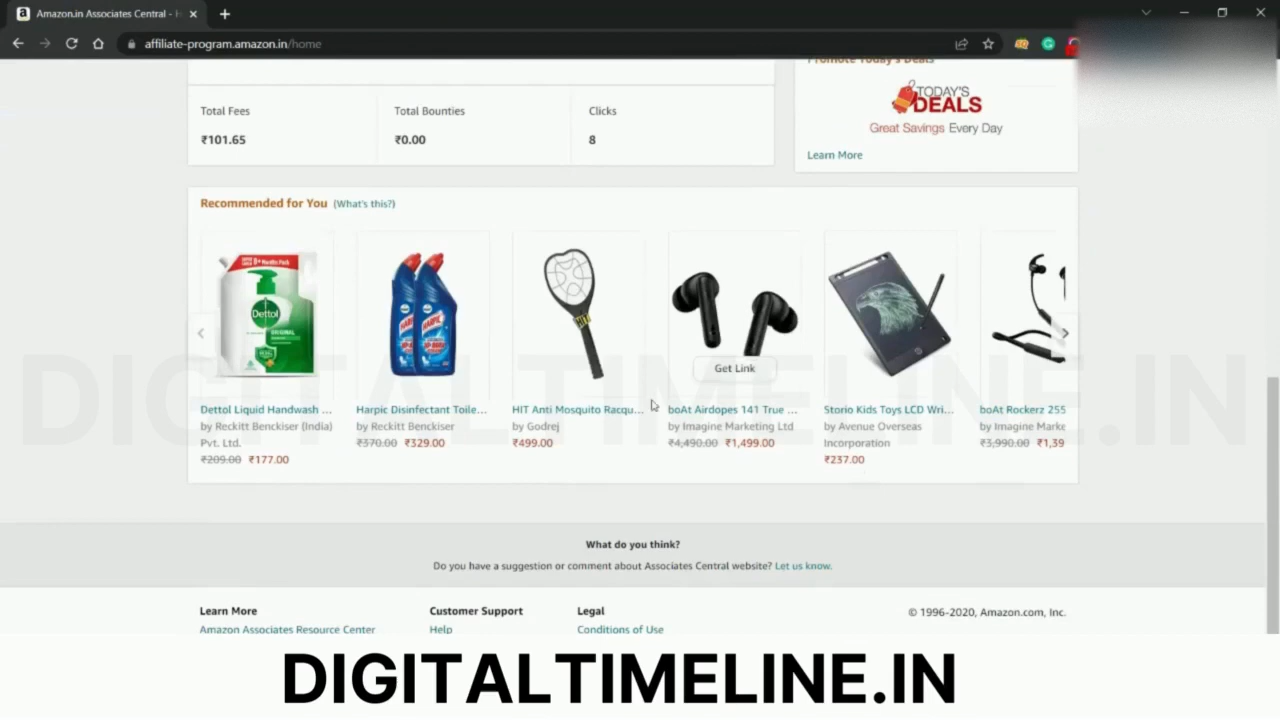 Amazon.in Associates Central -
affiliate-program.amazon.in/home
Promote Today's Deals
Total Fees
Total Bounties
Clicks
₹101.65
₹0.00
8
TODAY'S
DEALS
Great Savings Every Day
Learn More
Recommended for You (What's this?)
Dettol
ORIGINAL
HARPIC
Get Link
Dettol Liquid Handwash ...
by Reckitt Benckiser (India)
Pvt. Ltd.
₹209.00 ₹177.00
Harpic Disinfectant Toile...
by Reckitt Benckiser
₹370.00 ₹329.00
HIT Anti Mosquito Racqu...
by Godrej
₹499.00
boAt Airdopes 141 True ...
by Imagine Marketing Ltd
₹4,490.00 ₹1,499.00
Storio Kids Toys LCD Wri...
by Avenue Overseas
Incorporation
₹237.00
boAt Rockerz 255
by Imagine Marke
₹3,990.00 ₹1,39
DIGITALTIMELINE.IN
What do you think?
Do you have a suggestion or comment about Associates Central website? Let us know.
Learn More
Customer Support
Legal
© 1996-2020, Amazon.com, Inc.
Amazon Associates Resource Center
Help
Conditions of Use
DIGITALTIMELINE.IN